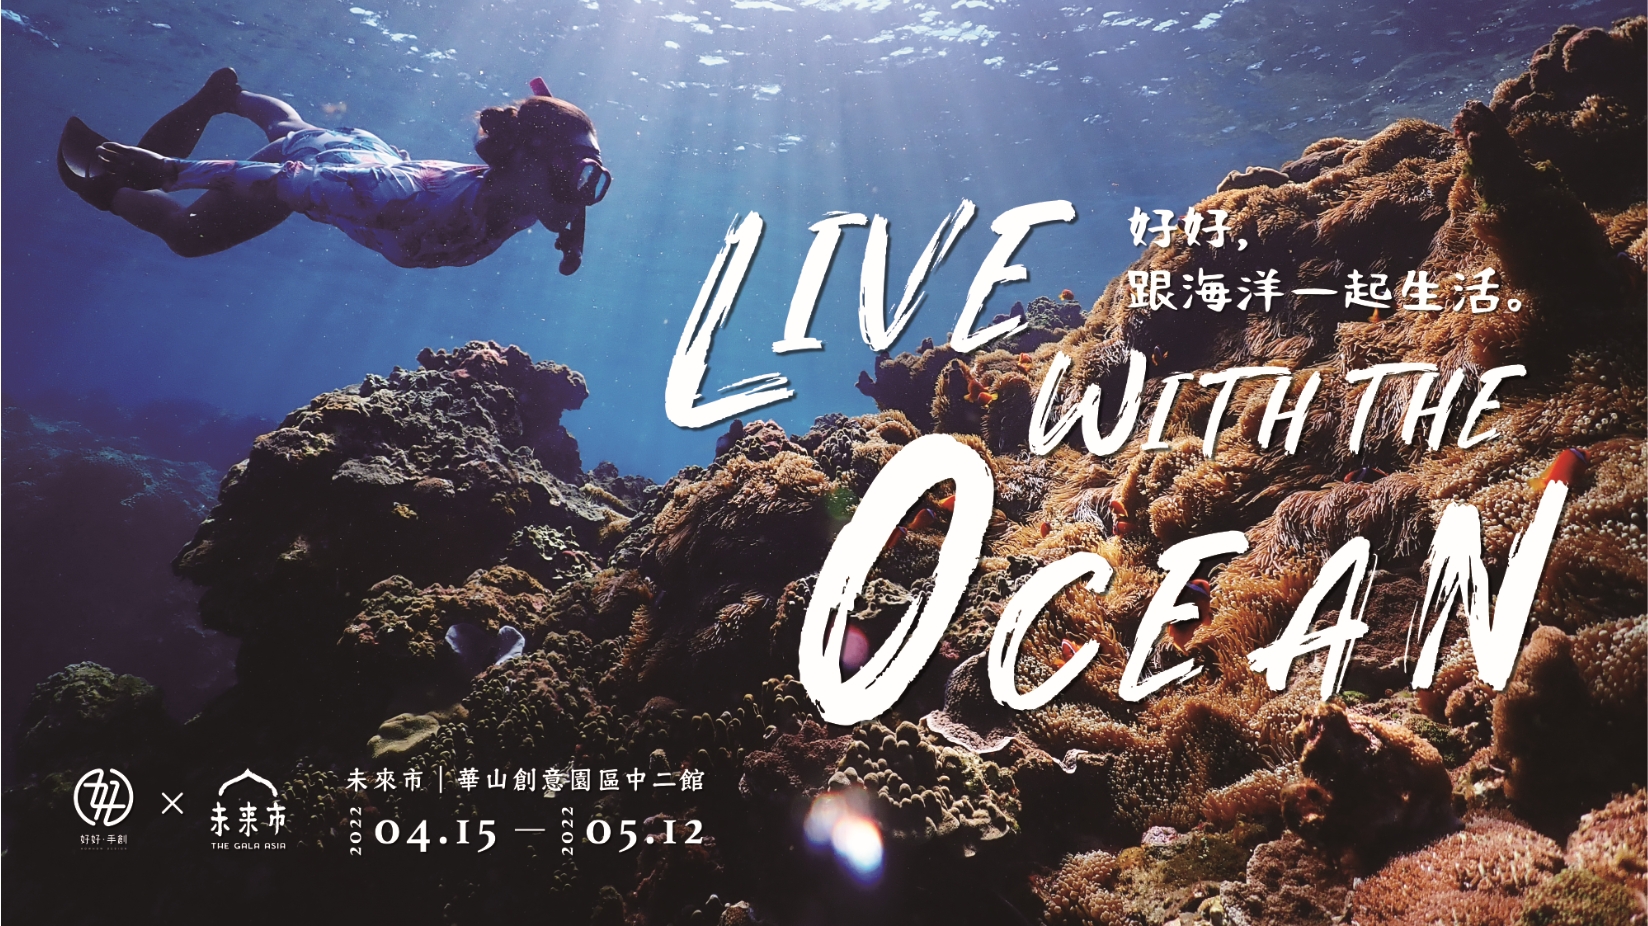 LIVE
好好,
跟海洋一起生活。
WITH THE
OCEAN
好好·手創
×
未來市
THE GALA ASIA
未來市｜華山創意園區中二館
2022 04.15 — 2022 05.12